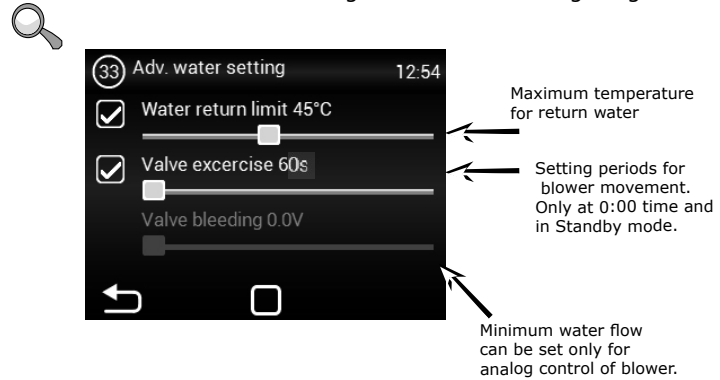 33 Adv. water setting 12:54
Water return limit 45°C
Valve excercise 60s
Valve bleeding 0.0V
Maximum temperature
for return water
Setting periods for
blower movement.
Only at 0:00 time and
in Standby mode.
Minimum water flow
can be set only for
analog control of blower.